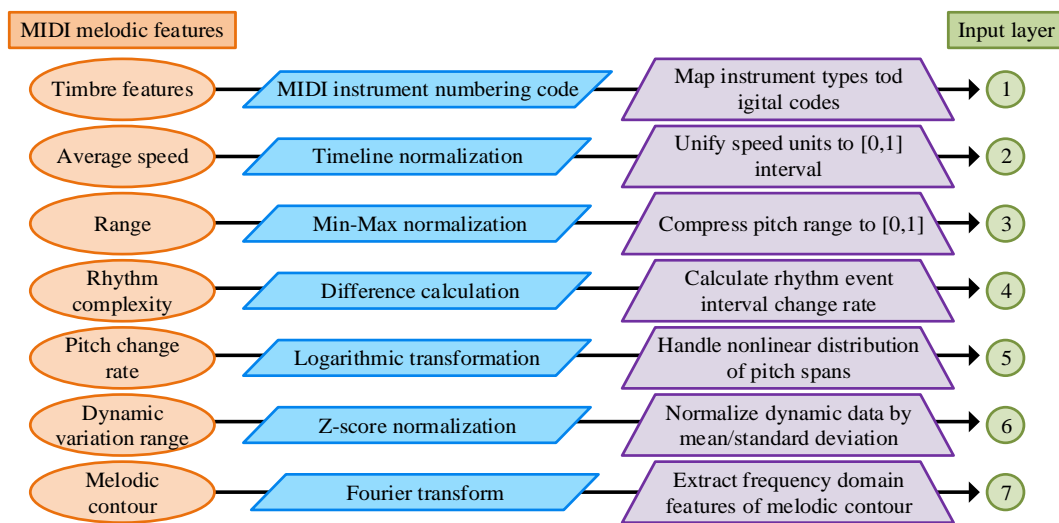 MIDI melodic features
Input layer
Timbre features
MIDI instrument numbering code
Map instrument types tod
igital codes
1
Average speed
Timeline normalization
Unify speed units to [0,1]
interval
2
Range
Min-Max normalization
Compress pitch range to [0,1]
3
Rhythm
complexity
Difference calculation
Calculate rhythm event
interval change rate
4
Pitch change
rate
Logarithmic transformation
Handle nonlinear distribution
of pitch spans
5
Dynamic
variation range
Z-score normalization
Normalize dynamic data by
mean/standard deviation
6
Melodic
contour
Fourier transform
Extract frequency domain
features of melodic contour
7